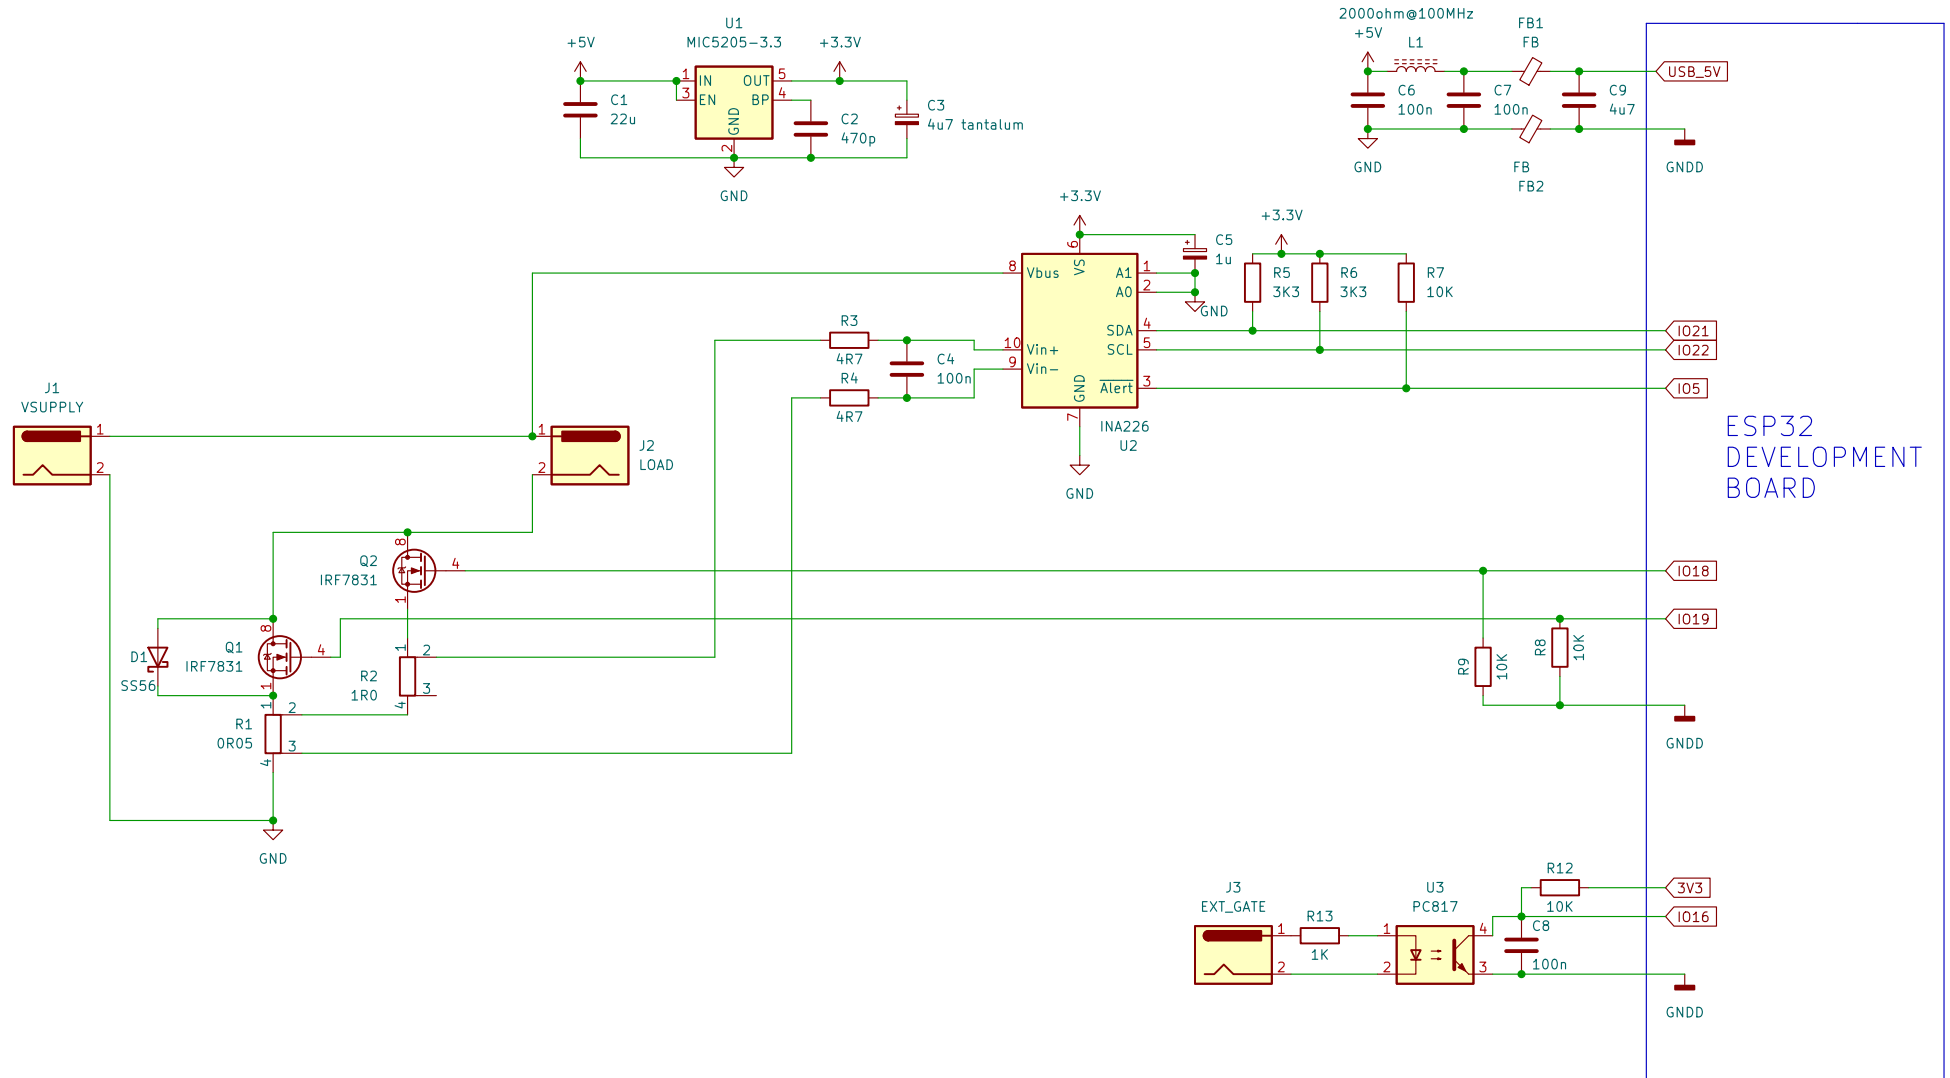 2000ohm@100MHz
U1
MIC5205-3.3
+5V
+3.3V
1 IN
3 EN
OUT 5
BP 4
GND
2
C1
22u
C2
470p
C3
4u7 tantalum
GND
+5V
L1
FB1
FB
C6
100n
C7
100n
C9
4u7
USB_5V
GND
FB
FB2
GNDD
+3.3V
6
VS
C5
1u
+3.3V
8 Vbus
A1 1
A0 2
GND
R5
3K3
R6
3K3
R7
10K
R3
4R7
R4
4R7
C4
100n
10 Vin+
9 Vin-
SDA 4
SCL 5
Alert 3
GND
7
INA226
U2
GND
IO21
IO22
IO5
ESP32
DEVELOPMENT
BOARD
J1
VSUPPLY
1
2
1
2
J2
LOAD
Q2
IRF7831
8
4
1
IO18
IO19
D1
SS56
Q1
IRF7831
8
4
1
R2
1R0
1
2
3
4
R1
0R05
1
2
3
4
GND
R9
10K
R8
10K
GNDD
J3
EXT_GATE
1
2
R13
1K
U3
PC817
1
2
4
3
R12
10K
C8
100n
3V3
IO16
GNDD